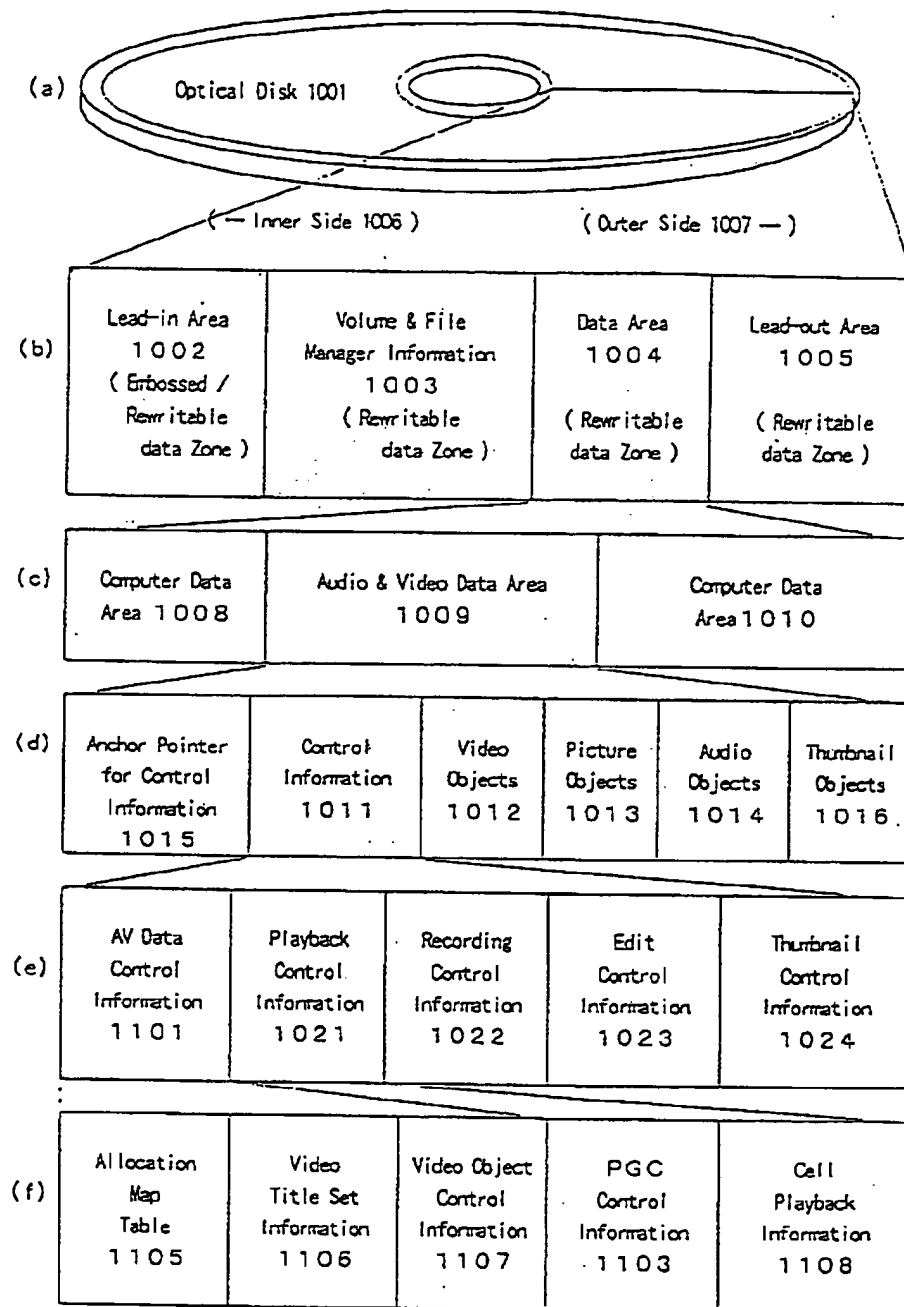 (a)
Optical Disk 1001
(— Inner Side 1006 )
( Outer Side 1007 — )
(b)
Lead-in Area
1002
( Embossed /
Rewritable
data Zone )
Volume & File
Manager Information
1003
( Rewritable
data Zone )
Data Area
1004
( Rewritable
data Zone )
Lead-out Area
1005
( Rewritable
data Zone )
(c)
Computer Data
Area 1008
Audio & Video Data Area
1009
Computer Data
Area 1010
(d)
Anchor Pointer
for Control
Information
1015
Control
Information
1011
Video
Objects
1012
Picture
Objects
1013
Audio
Objects
1014
Thumbnail
Objects
1016
(e)
AV Data
Control
Information
1101
Playback
Control
Information
1021
Recording
Control
Information
1022
Edit
Control
Information
1023
Thumbnail
Control
Information
1024
(f)
Allocation
Map
Table
1105
Video
Title Set
Information
1106
Video Object
Control
Information
1107
PGC
Control
Information
1103
Cell
Playback
Information
1108